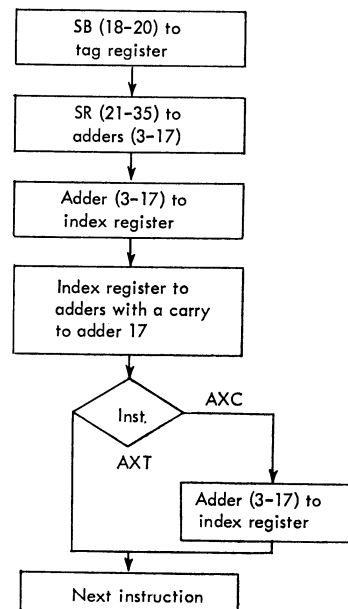 SB (18-20) to
tag register
SR (21-35) to
adders (3-17)
Adder (3-17) to
index register
Index register to
adders with a carry
to adder 17
Inst.
AXC
AXT
Adder (3-17) to
index register
Next instruction